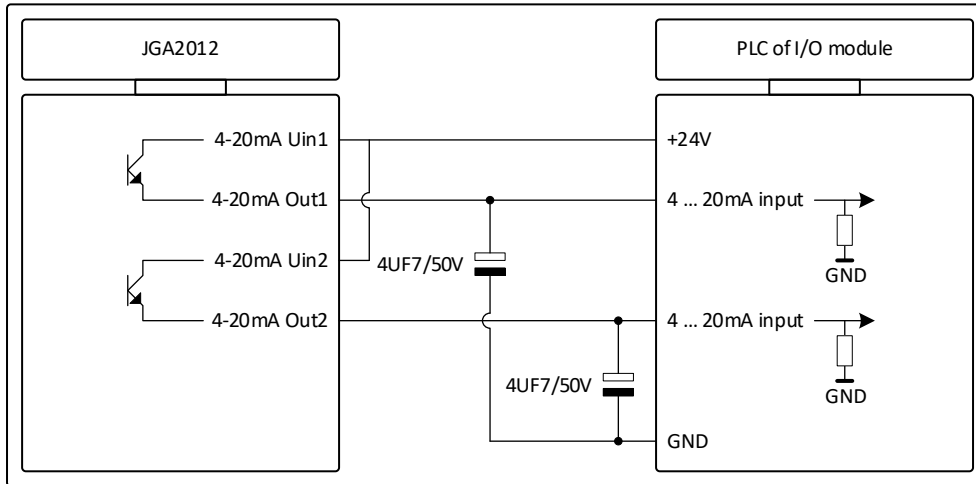 JGA2012
PLC of I/O module
4-20mA Uin1
+24V
4-20mA Out1
4 ... 20mA input
4-20mA Uin2
4UF7/50V
GND
4-20mA Out2
4 ... 20mA input
4UF7/50V
GND
GND